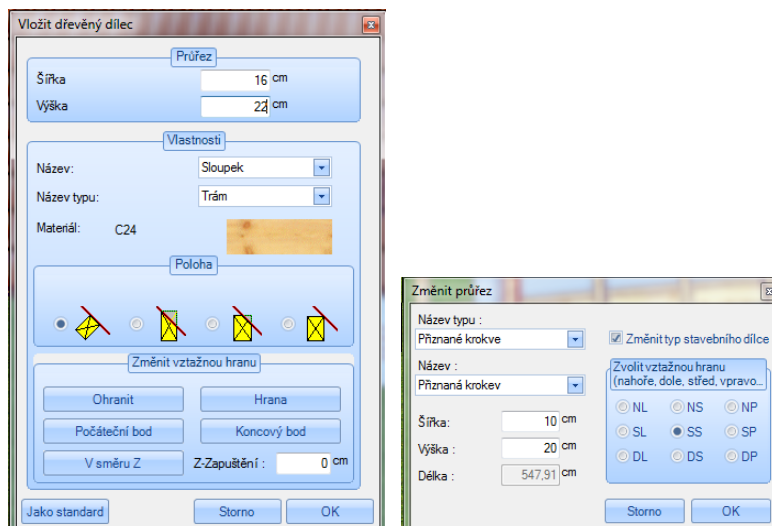 Vložit dřevěný dílec
Průřez
Šířka 16 cm
Výška 22 cm
Vlastnosti
Název: Sloupek
Název typu: Trám
Materiál: C24
Poloha
Změnit vztažnou hranu
Ohranit Hrana
Počáteční bod Koncový bod
V směru Z Z-Zapuštění : 0 cm
Jako standard Storno OK
Změnit průřez
Název typu :
Přiznané krokve
Změnit typ stavebního dílce
Název :
Přiznaná krokev
Zvolit vztažnou hranu
(nahoře, dole, střed, vpravo...
NL NS NP
Šířka: 10 cm
SL SS SP
Výška : 20 cm
DL DS DP
Délka : 547,91 cm
Storno OK